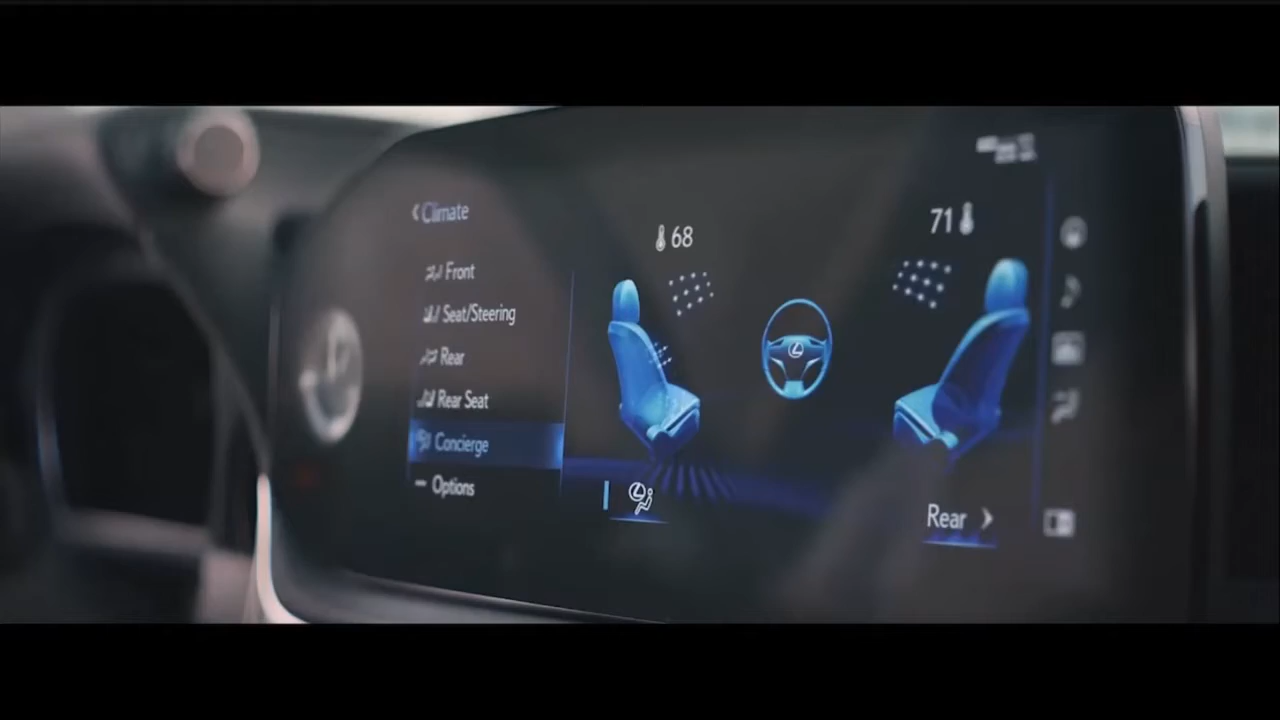 Climate
68
71
Front
Seat/Steering
Rear
Rear Seat
Concierge
Options
Rear